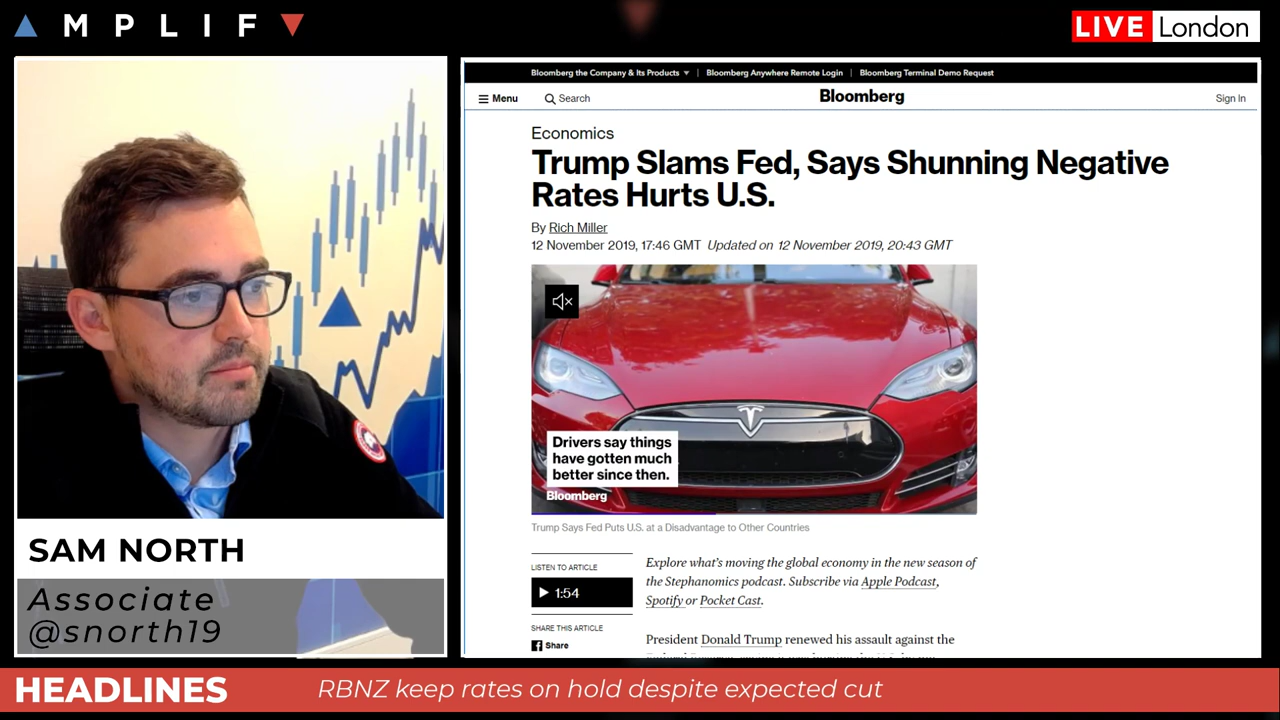 MPLIF
LIVE London
Bloomberg the Company & Its Products ▾ | Bloomberg Anywhere Remote Login | Bloomberg Terminal Demo Request
Menu
Search
Bloomberg
Sign In
Economics
Trump Slams Fed, Says Shunning Negative
Rates Hurts U.S.
By Rich Miller
12 November 2019, 17:46 GMT Updated on 12 November 2019, 20:43 GMT
Drivers say things
have gotten much
better since then.
Bloomberg
Trump Says Fed Puts U.S. at a Disadvantage to Other Countries
LISTEN TO ARTICLE
1:54
SHARE THIS ARTICLE
Share
Explore what's moving the global economy in the new season of
the Stephanomics podcast. Subscribe via Apple Podcast,
Spotify or Pocket Cast.
President Donald Trump renewed his assault against the
SAM NORTH
Associate
@snorth19
HEADLINES
RBNZ keep rates on hold despite expected cut